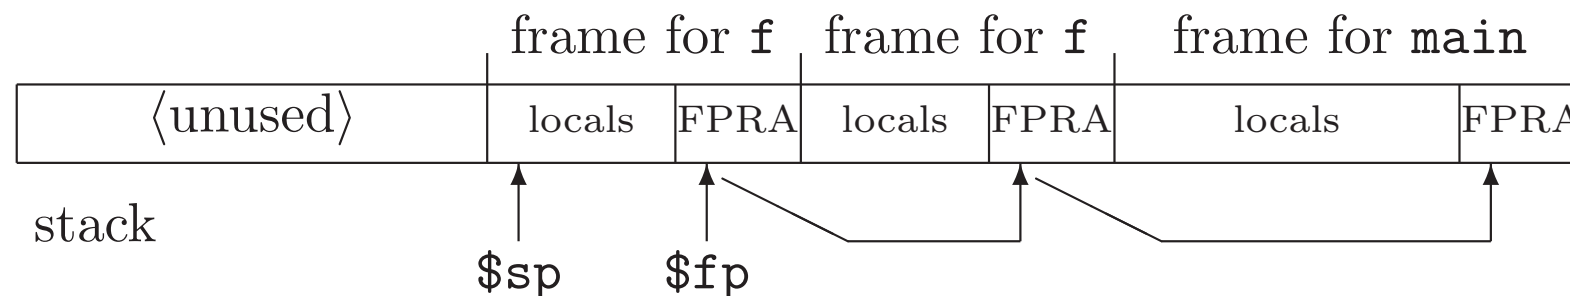 frame for f frame for f frame for main
⟨unused⟩ locals FPRA locals FPRA locals FPRA
stack
$sp $fp